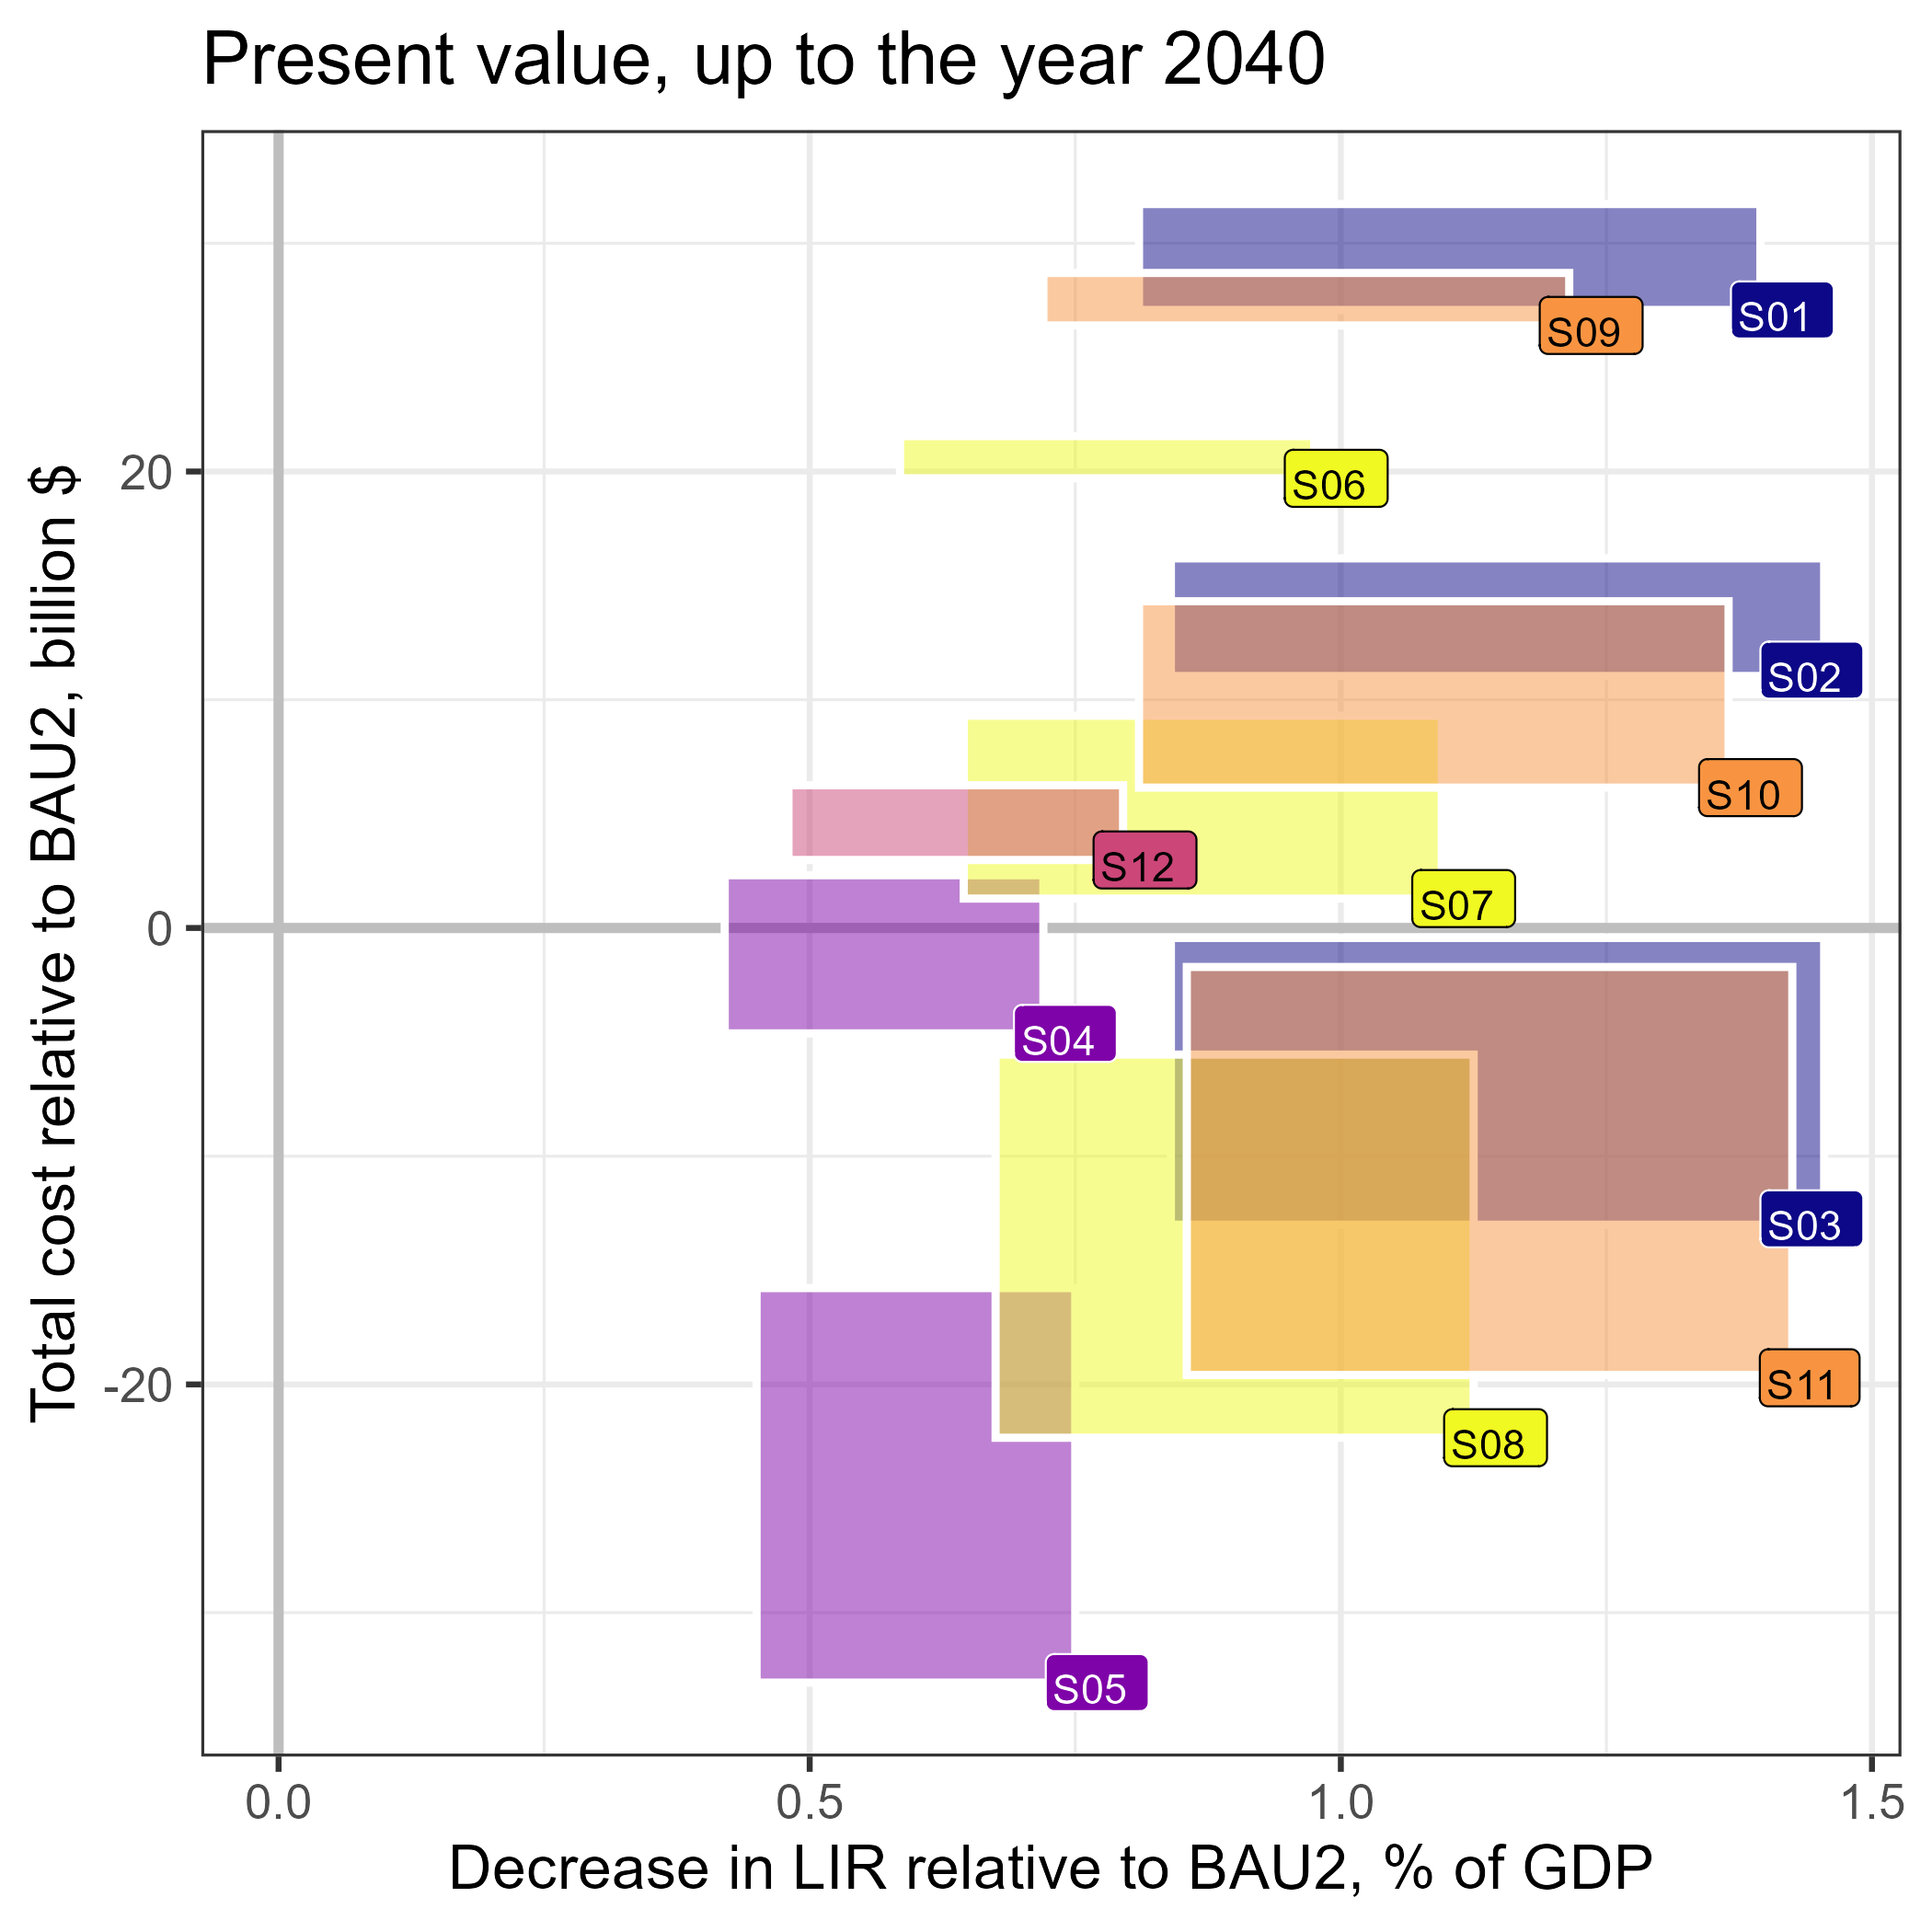 Present value, up to the year 2040
Total cost relative to BAU2, billion $
20
0
-20
S01
S09
S06
S02
S10
S12
S07
S04
S03
S11
S08
S05
0.0
0.5
1.0
1.5
Decrease in LIR relative to BAU2, % of GDP